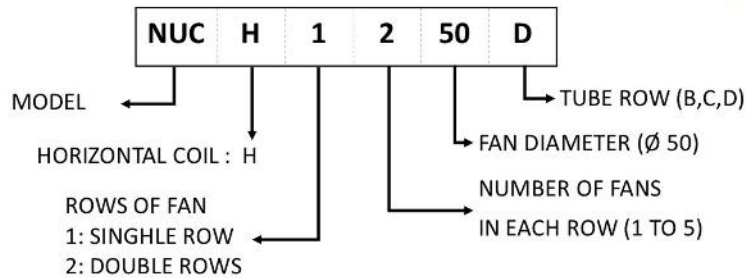 NUC H 1 2 50 D
MODEL
TUBE ROW (B,C,D)
HORIZONTAL COIL : H
FAN DIAMETER (Ø 50)
ROWS OF FAN
1: SINGHLE ROW
2: DOUBLE ROWS
NUMBER OF FANS
IN EACH ROW (1 TO 5)